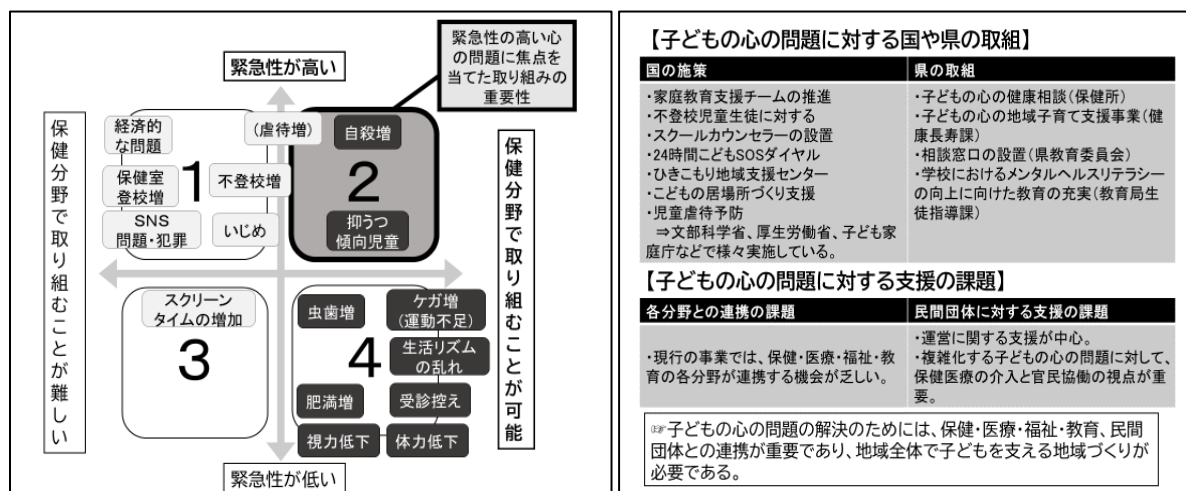 緊急性の高い心
の問題に焦点を
当てた取り組みの
重要性
緊急性が高い
保健分野で取り組むことが難しい
経済的
な問題
(虐待増)
自殺増
1
2
保健室
登校増
不登校増
SNS
問題・犯罪
いじめ
抑うつ
傾向児童
保健分野で取り組むことが可能
スクリーン
タイムの増加
3
虫歯増
ケガ増
(運動不足)
4
生活リズム
の乱れ
肥満増
受診控え
視力低下
体力低下
緊急性が低い
【子どもの心の問題に対する国や県の取組】
国の施策
県の取組
・家庭教育支援チームの推進
・不登校児童生徒に対する
・スクールカウンセラーの設置
・24時間こどもSOSダイヤル
・ひきこもり地域支援センター
・こどもの居場所づくり支援
・児童虐待予防
⇒文部科学省、厚生労働省、子ども家
庭庁などで様々実施している。
・子どもの心の健康相談(保健所)
・子どもの心の地域子育て支援事業(健
康長寿課)
・相談窓口の設置(県教育委員会)
・学校におけるメンタルヘルスリテラシー
の向上に向けた教育の充実(教育局生
徒指導課)
【子どもの心の問題に対する支援の課題】
各分野との連携の課題
民間団体に対する支援の課題
・現行の事業では、保健・医療・福祉・教
育の各分野が連携する機会が乏しい。
・運営に関する支援が中心。
・複雑化する子どもの心の問題に対して、
保健医療の介入と官民協働の視点が重
要。
☞子どもの心の問題の解決のためには、保健・医療・福祉・教育、民間
団体との連携が重要であり、地域全体で子どもを支える地域づくりが
必要である。